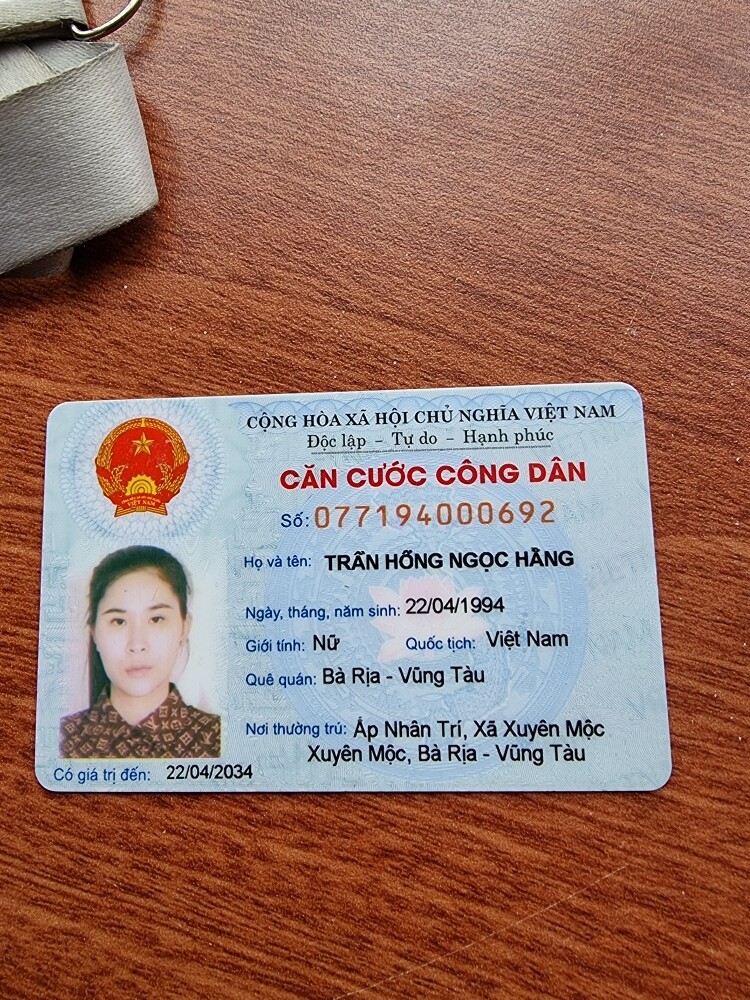 CỘNG HÒA XÃ HỘI CHỦ NGHĨA VIỆT NAM
Độc lập - Tự do - Hạnh phúc
CĂN CƯỚC CÔNG DÂN
Số: 077194000692
Họ và tên: TRẦN HỒNG NGỌC HẰNG
Ngày, tháng, năm sinh: 22/04/1994
Giới tính: Nữ Quốc tịch: Việt Nam
Quê quán: Bà Rịa - Vũng Tàu
Nơi thường trú: Ấp Nhân Trí, Xã Xuyên Mộc
Xuyên Mộc, Bà Rịa - Vũng Tàu
Có giá trị đến: 22/04/2034
VIỆT NAM